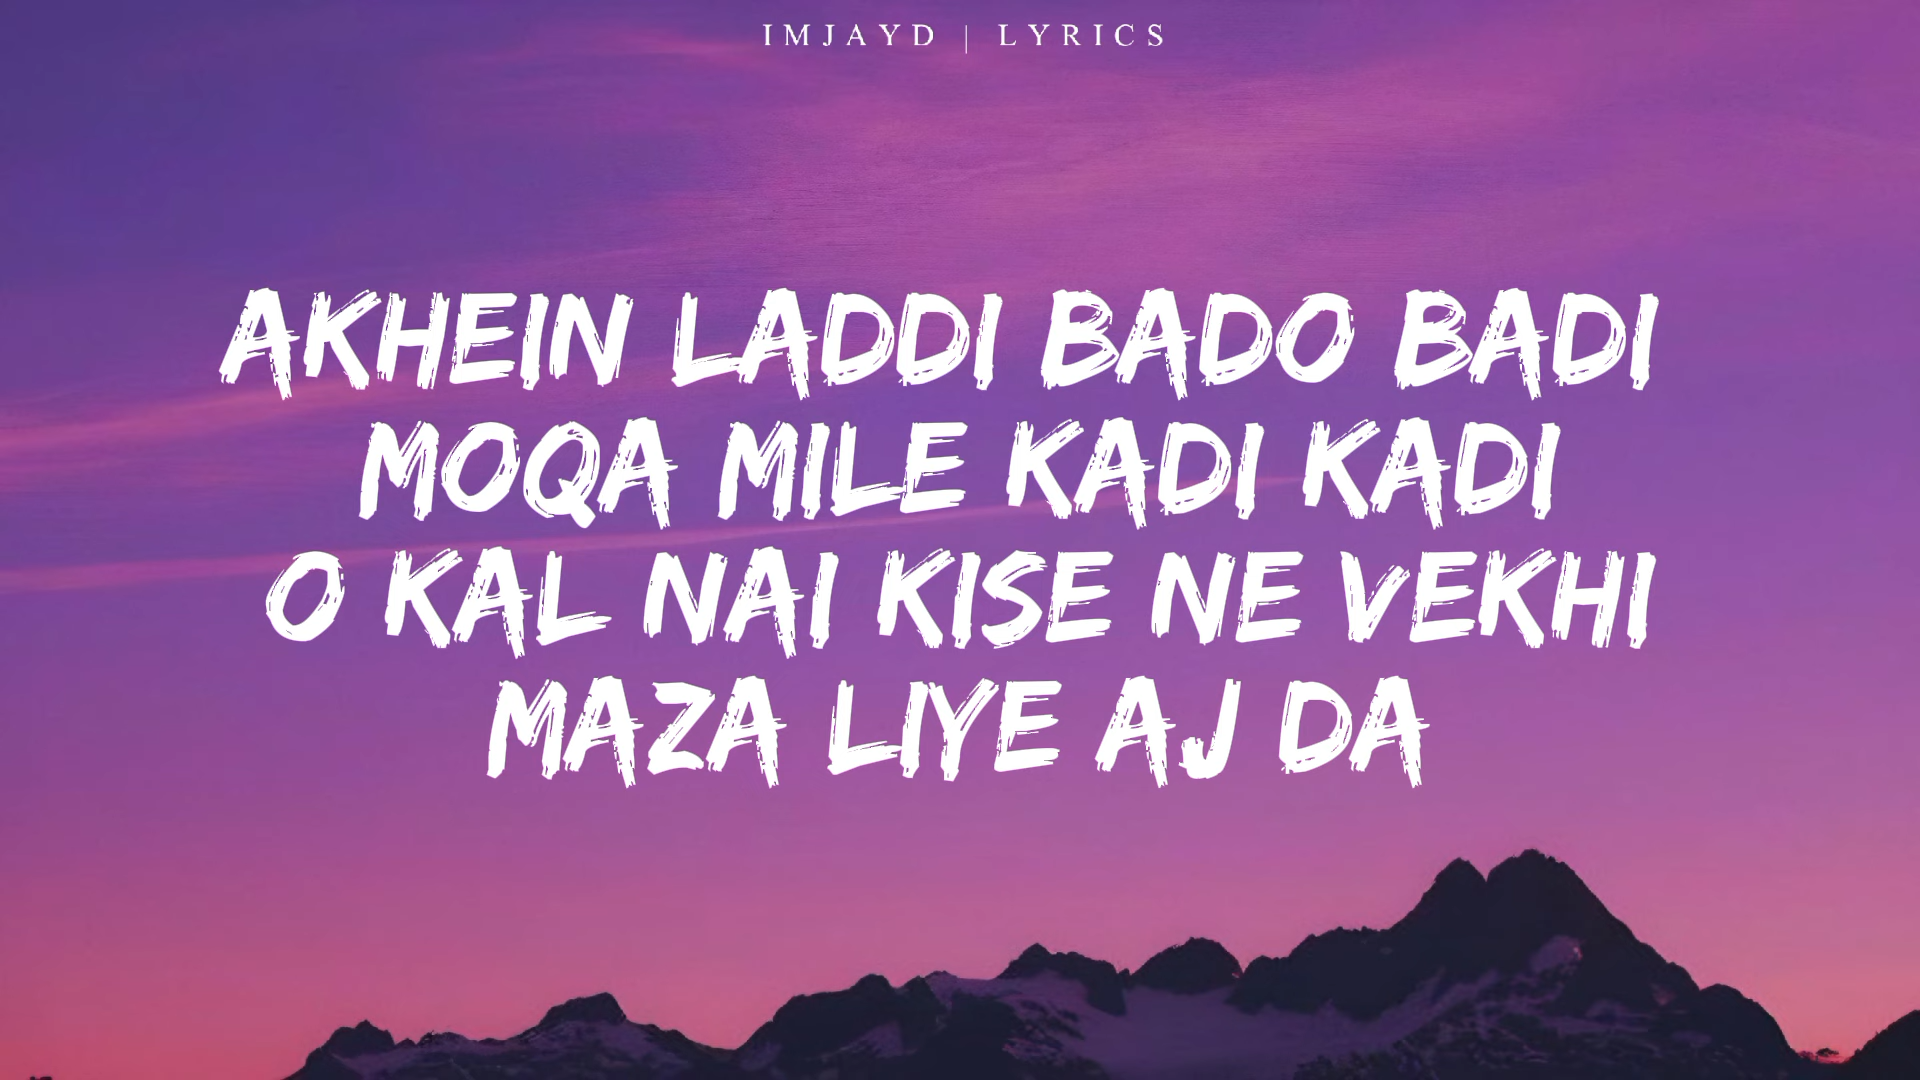 IMJAYD | LYRICS
AKHEIN LADDI BADO BADI
MOQA MILE KADI KADI
O KAL NAI KISE NE VEKHI
MAZA LIYE AJ DA